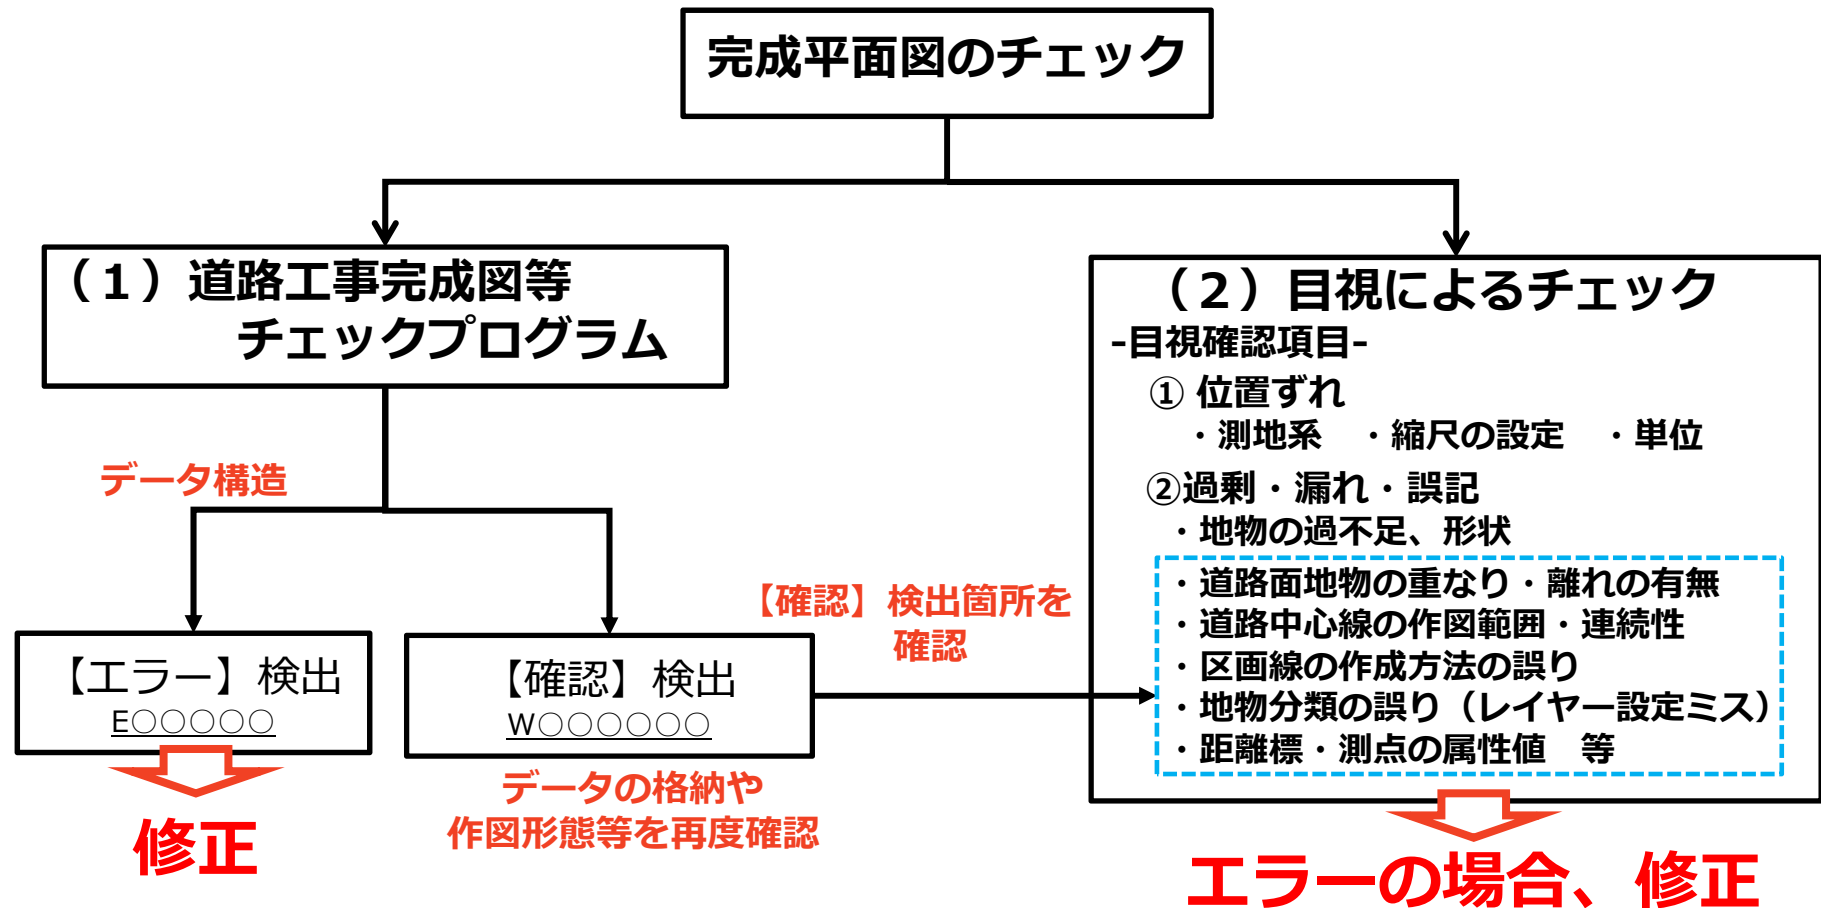 完成平面図のチェック
（１）道路工事完成図等
チェックプログラム
データ構造
【エラー】検出
E○○○○○
修正
【確認】検出
W○○○○○○
データの格納や
作図形態等を再度確認
【確認】検出箇所を
確認
（２）目視によるチェック
-目視確認項目-
① 位置ずれ
・測地系　・縮尺の設定　・単位
②過剰・漏れ・誤記
・地物の過不足、形状
・道路面地物の重なり・離れの有無
・道路中心線の作図範囲・連続性
・区画線の作成方法の誤り
・地物分類の誤り（レイヤー設定ミス）
・距離標・測点の属性値　等
エラーの場合、修正